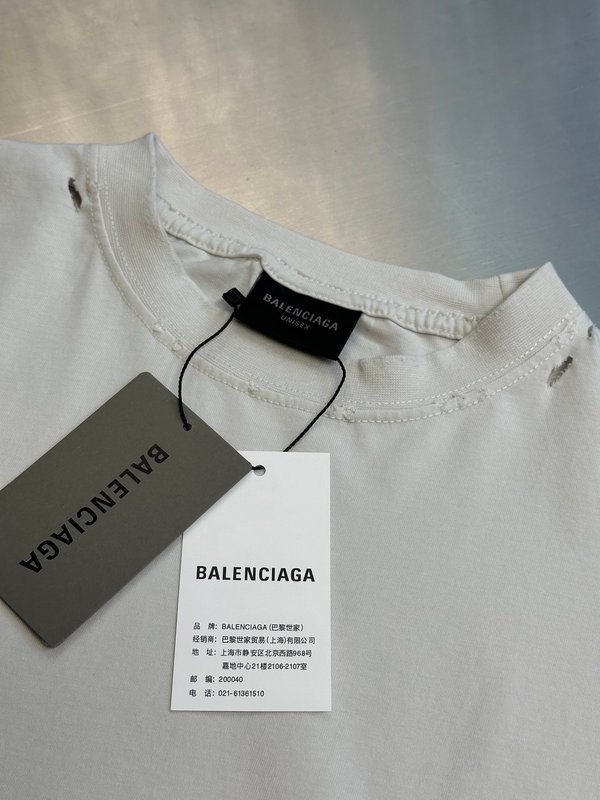 BALENCIAGA
UNISEX
BALENCIAGA
BALENCIAGA
品 牌: BALENCIAGA (巴黎世家)
经销商: 巴黎世家贸易(上海)有限公司
地 址: 上海市静安区北京西路968号
嘉地中心21楼2106-2107室
邮 编: 200040
电 话: 021-61361510